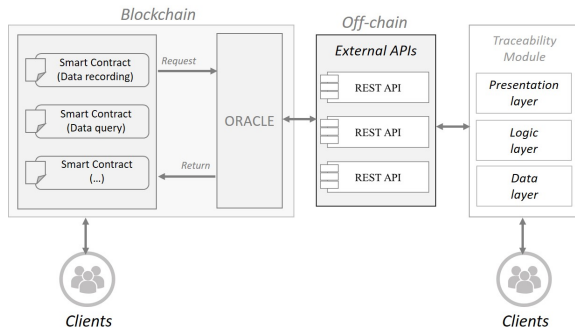 Blockchain
Smart Contract
(Data recording)
Smart Contract
(Data query)
Smart Contract
(...)
Request
Return
ORACLE
Clients
Off-chain
External APIs
REST API
REST API
REST API
Traceability
Module
Presentation
layer
Logic
layer
Data
layer
Clients